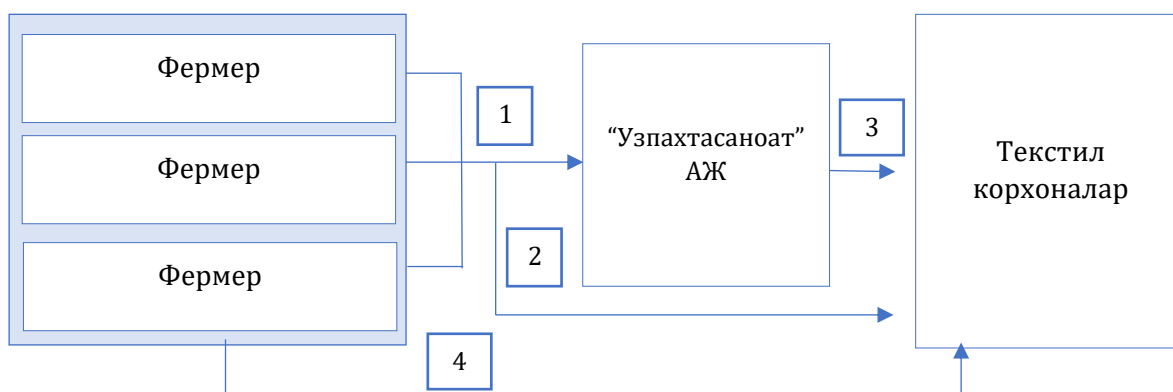 Фермер
Фермер
Фермер
1
2
4
“Узпахтасаноат”
АЖ
3
Текстил
корхоналар